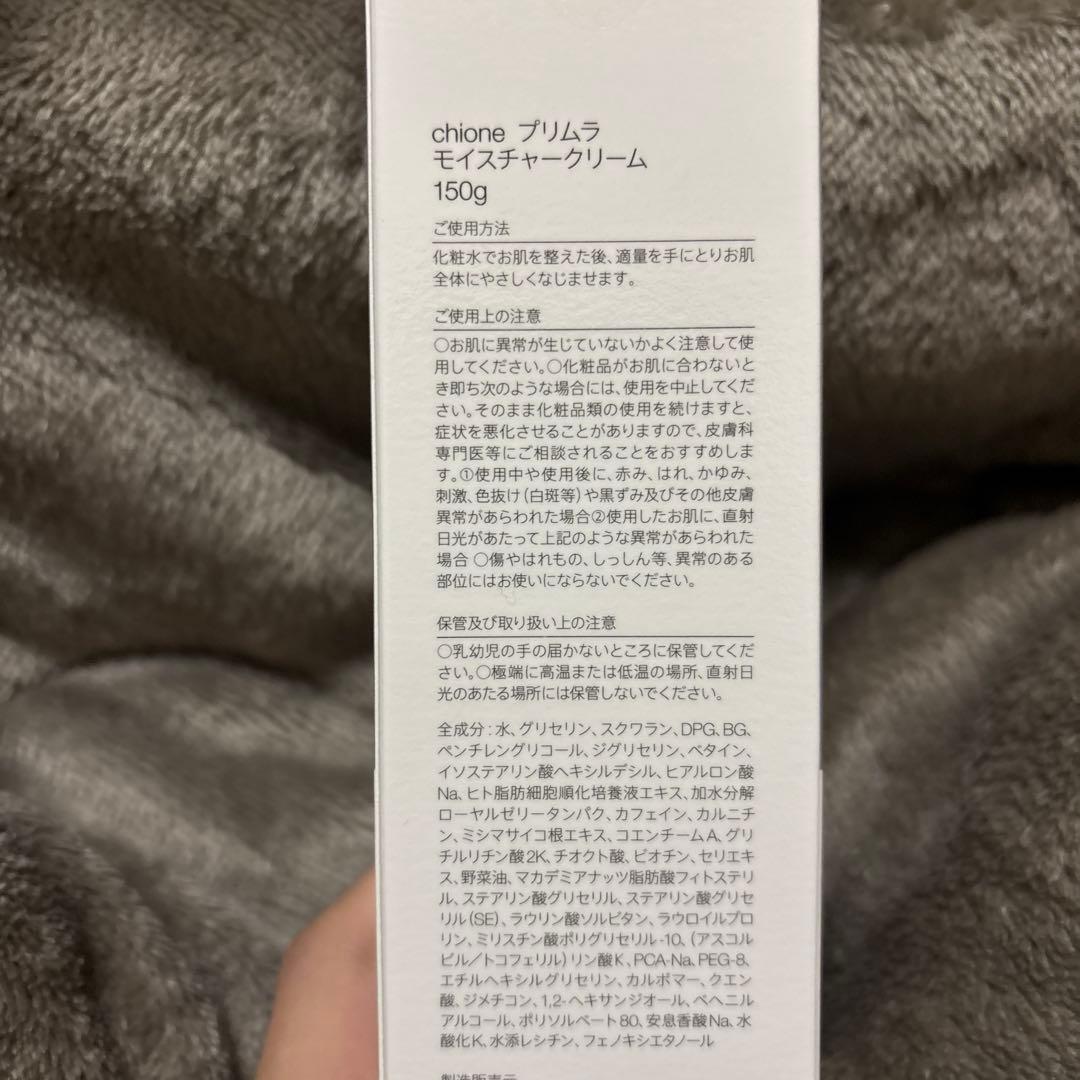 chione プリムラ
モイスチャークリーム
150g
ご使用方法
化粧水でお肌を整えた後、適量を手にとりお肌
全体にやさしくなじませます。
ご使用上の注意
○お肌に異常が生じていないかよく注意して使
用してください。○化粧品がお肌に合わないと
き即ち次のような場合には、使用を中止してくだ
さい。そのまま化粧品類の使用を続けますと、
症状を悪化させることがありますので、皮膚科
専門医等にご相談されることをおすすめしま
す。①使用中や使用後に、赤み、はれ、かゆみ、
刺激、色抜け(白斑等)や黒ずみ及びその他皮膚
異常があらわれた場合②使用したお肌に、直射
日光があたって上記のような異常があらわれた
場合 ○傷やはれもの、しっしん等、異常のある
部位にはお使いにならないでください。
保管及び取り扱い上の注意
○乳幼児の手の届かないところに保管してくだ
さい。○極端に高温または低温の場所、直射日
光のあたる場所には保管しないでください。
全成分 : 水、グリセリン、スクワラン、DPG、BG、
ペンチレングリコール、ジグリセリン、ベタイン、
イソステアリン酸ヘキシルデシル、ヒアルロン酸
Na、ヒト脂肪細胞順化培養液エキス、加水分解
ローヤルゼリータンパク、カフェイン、カルニチ
ン、ミシマサイコ根エキス、コエンチームA、グリ
チルリチン酸2K、チオクト酸、ビオチン、セリエキ
ス、野菜油、マカデミアナッツ脂肪酸フィトステリ
ル、ステアリン酸グリセリル、ステアリン酸グリセ
リル(SE)、ラウリン酸ソルビタン、ラウロイルプロ
リン、ミリスチン酸ポリグリセリル-10、(アスコル
ビル/トコフェリル)リン酸K、PCA-Na、PEG-8、
エチルヘキシルグリセリン、カルボマー、クエン
酸、ジメチコン、1,2-ヘキサンジオール、ベヘニル
アルコール、ポリソルベート80、安息香酸Na、水
酸化K、水添レシチン、フェノキシエタノール